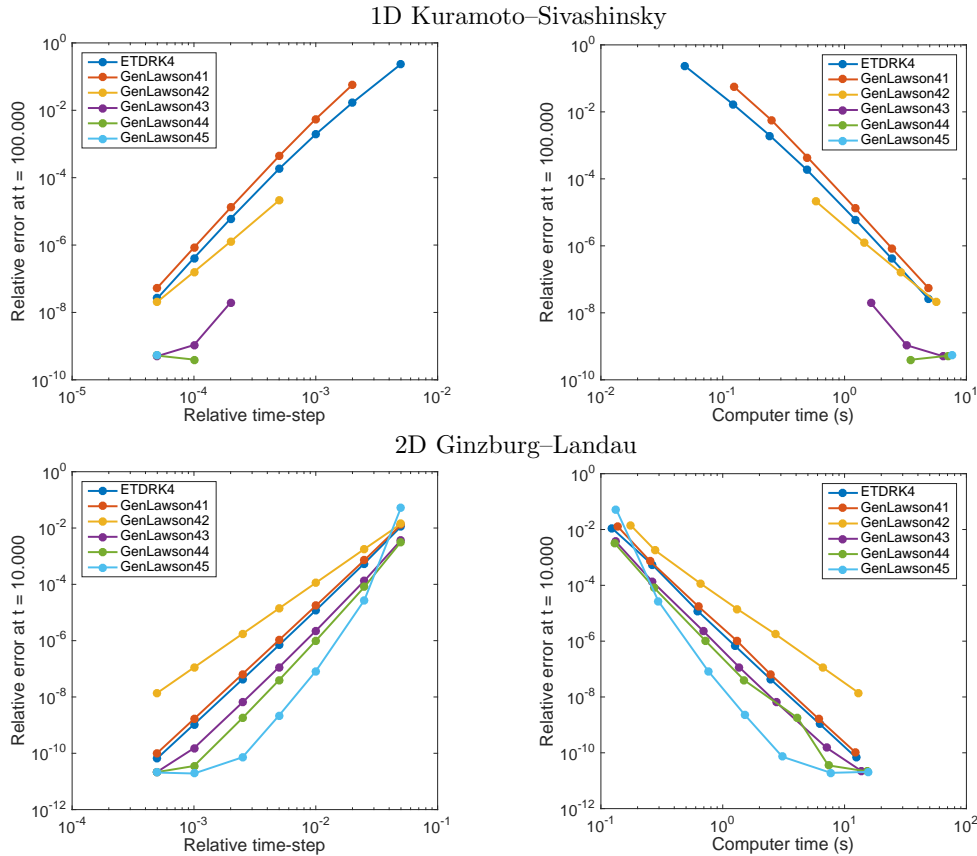 1D Kuramoto–Sivashinsky
Relative error at t = 100.000
10^0
10^-2
10^-4
10^-6
10^-8
10^-10
ETDRK4
GenLawson41
GenLawson42
GenLawson43
GenLawson44
GenLawson45
10^-5
10^-4
10^-3
10^-2
Relative time-step
Relative error at t = 100.000
10^0
10^-2
10^-4
10^-6
10^-8
10^-10
ETDRK4
GenLawson41
GenLawson42
GenLawson43
GenLawson44
GenLawson45
10^-2
10^-1
10^0
10^1
Computer time (s)
2D Ginzburg–Landau
Relative error at t = 10.000
10^0
10^-2
10^-4
10^-6
10^-8
10^-10
10^-12
ETDRK4
GenLawson41
GenLawson42
GenLawson43
GenLawson44
GenLawson45
10^-4
10^-3
10^-2
10^-1
Relative time-step
Relative error at t = 10.000
10^0
10^-2
10^-4
10^-6
10^-8
10^-10
10^-12
ETDRK4
GenLawson41
GenLawson42
GenLawson43
GenLawson44
GenLawson45
10^-1
10^0
10^1
10^2
Computer time (s)